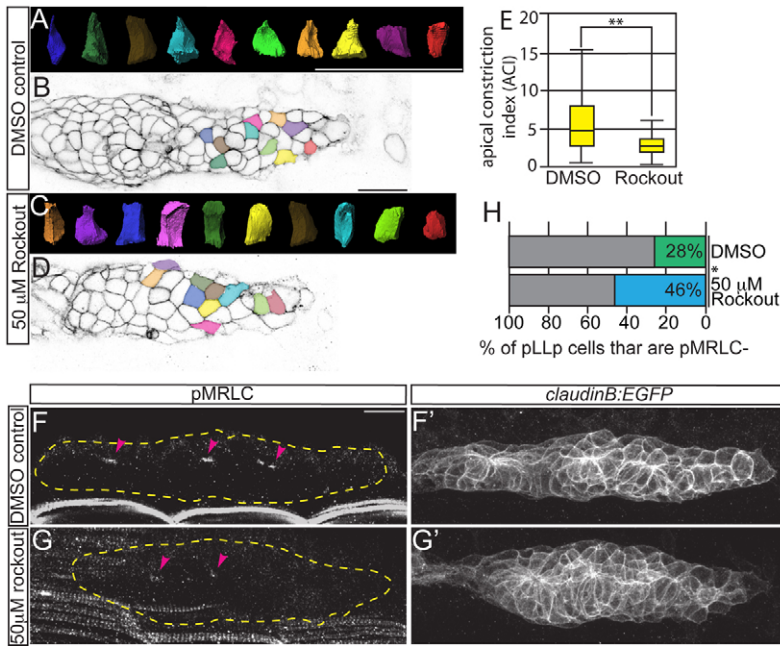 A
DMSO control
B
C
50 µM Rockout
D
E
**
apical constriction
index (ACI)
20
15
10
5
0
DMSO
Rockout
H
28%
DMSO
*
46%
50 µM
Rockout
100 80 60 40 20 0
% of pLLp cells thar are pMRLC-
pMRLC
claudinB:EGFP
DMSO control
F
F'
50µM rockout
G
G'